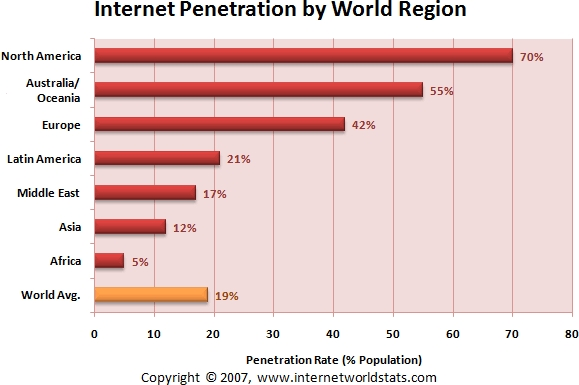 Internet Penetration by World Region
North America
70%
Australia/
Oceania
55%
Europe
42%
Latin America
21%
Middle East
17%
Asia
12%
Africa
5%
World Avg.
19%
0 10 20 30 40 50 60 70 80
Penetration Rate (% Population)
Copyright © 2007, www.internetworldstats.com